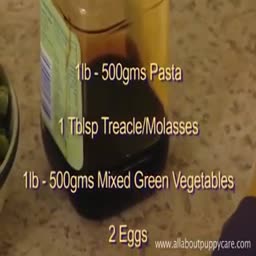 1lb - 500gms Pasta
1 Tblsp Treacle/Molasses
1lb - 500gms Mixed Green Vegetables
2 Eggs
www.allaboutpuppycare.com